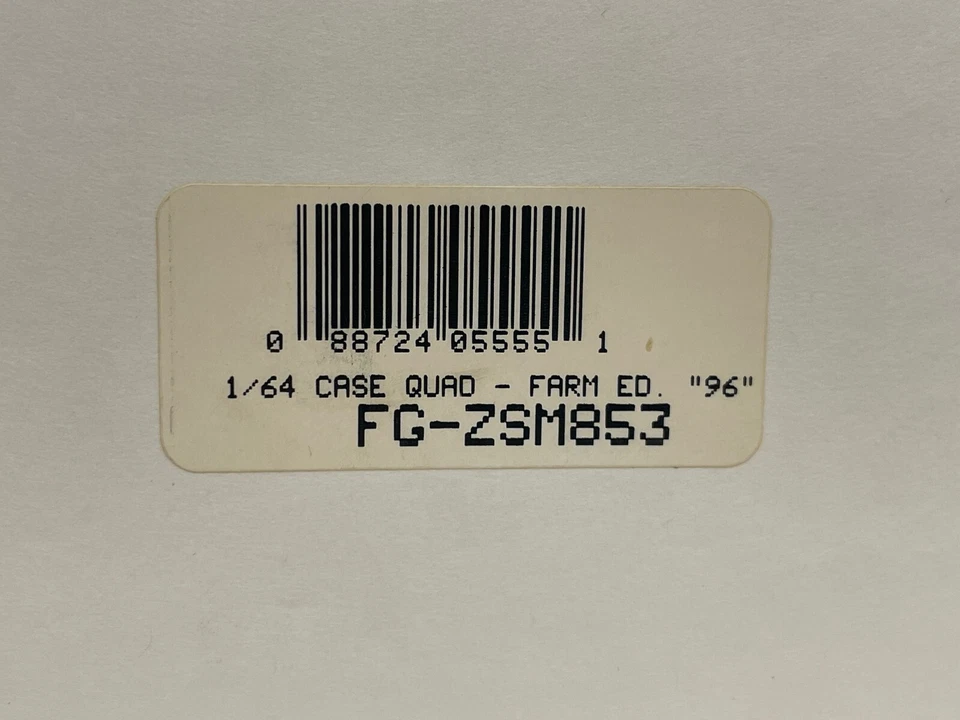 0 88724 05555 1
1/64 CASE QUAD - FARM ED. "96"
FG-ZSM853